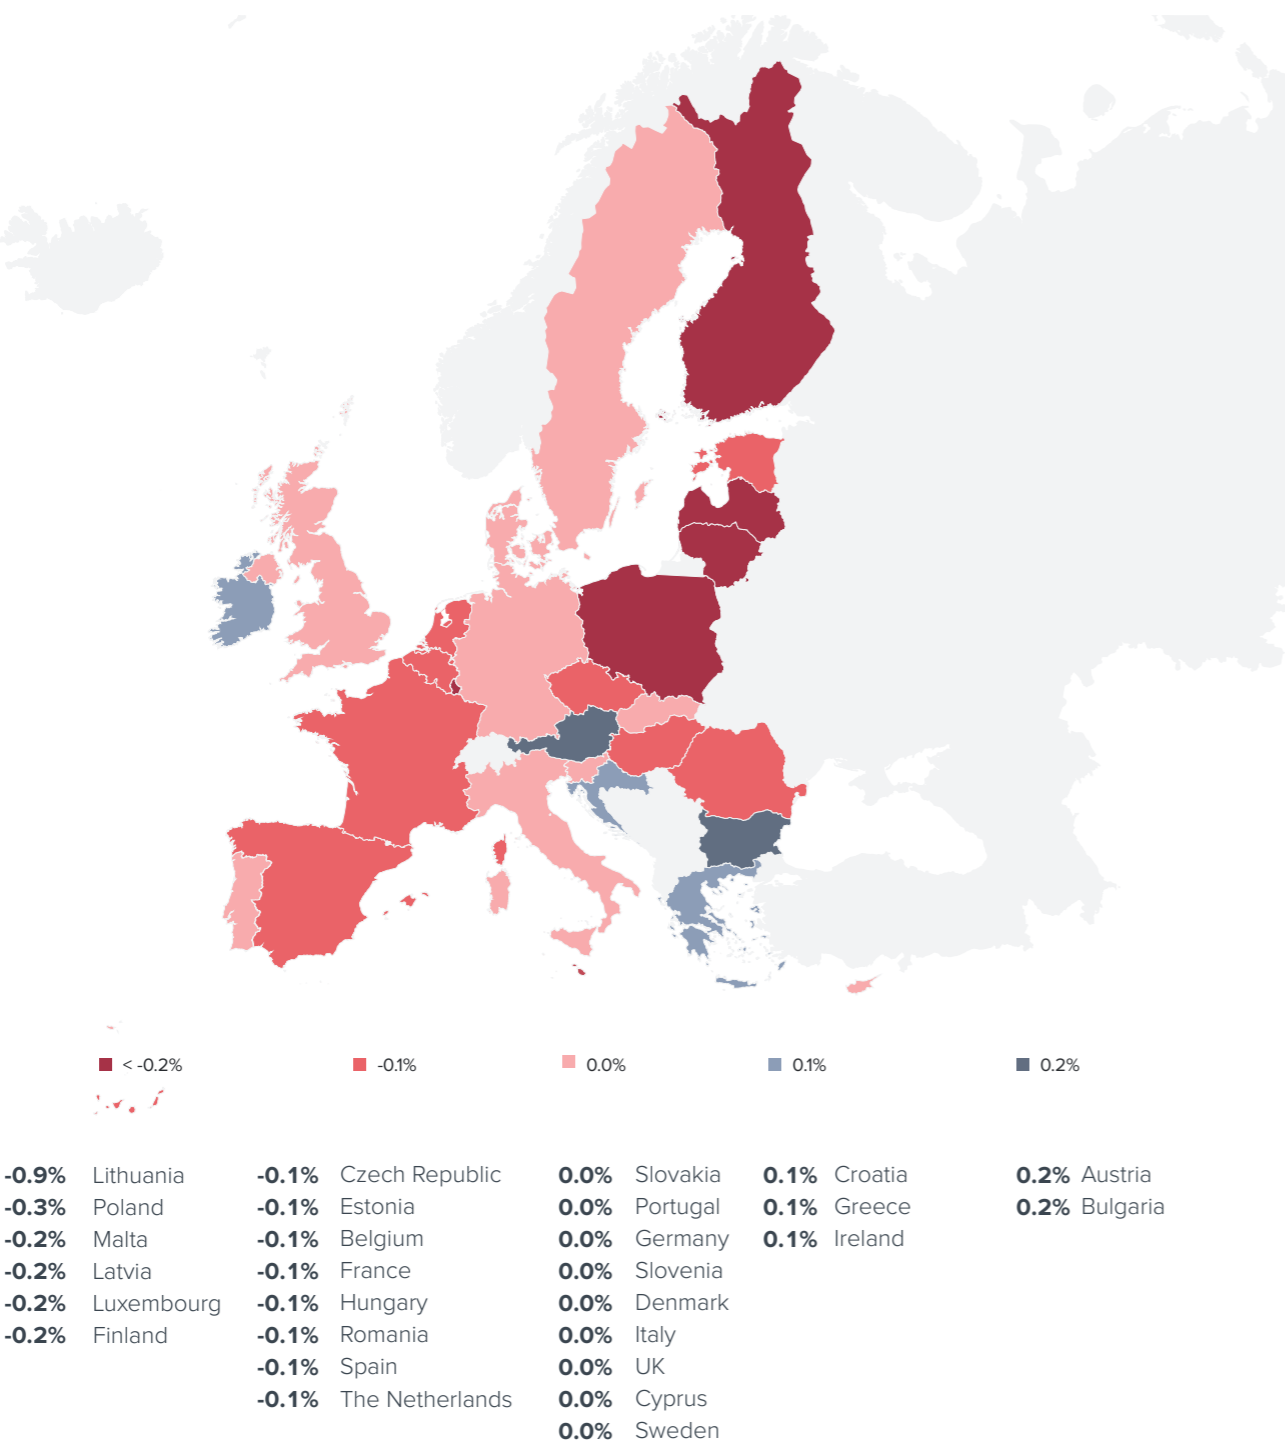 < -0.2%
-0.1%
0.0%
0.1%
0.2%
-0.9% Lithuania
-0.3% Poland
-0.2% Malta
-0.2% Latvia
-0.2% Luxembourg
-0.2% Finland
-0.1% Czech Republic
-0.1% Estonia
-0.1% Belgium
-0.1% France
-0.1% Hungary
-0.1% Romania
-0.1% Spain
-0.1% The Netherlands
0.0% Slovakia
0.0% Portugal
0.0% Germany
0.0% Slovenia
0.0% Denmark
0.0% Italy
0.0% UK
0.0% Cyprus
0.0% Sweden
0.1% Croatia
0.1% Greece
0.1% Ireland
0.2% Austria
0.2% Bulgaria